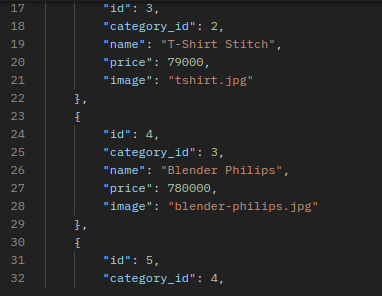 17 "id": 3,
18 "category_id": 2,
19 "name": "T-Shirt Stitch",
20 "price": 79000,
21 "image": "tshirt.jpg"
22 },
23 {
24 "id": 4,
25 "category_id": 3,
26 "name": "Blender Philips",
27 "price": 780000,
28 "image": "blender-philips.jpg"
29 },
30 {
31 "id": 5,
32 "category_id": 4,